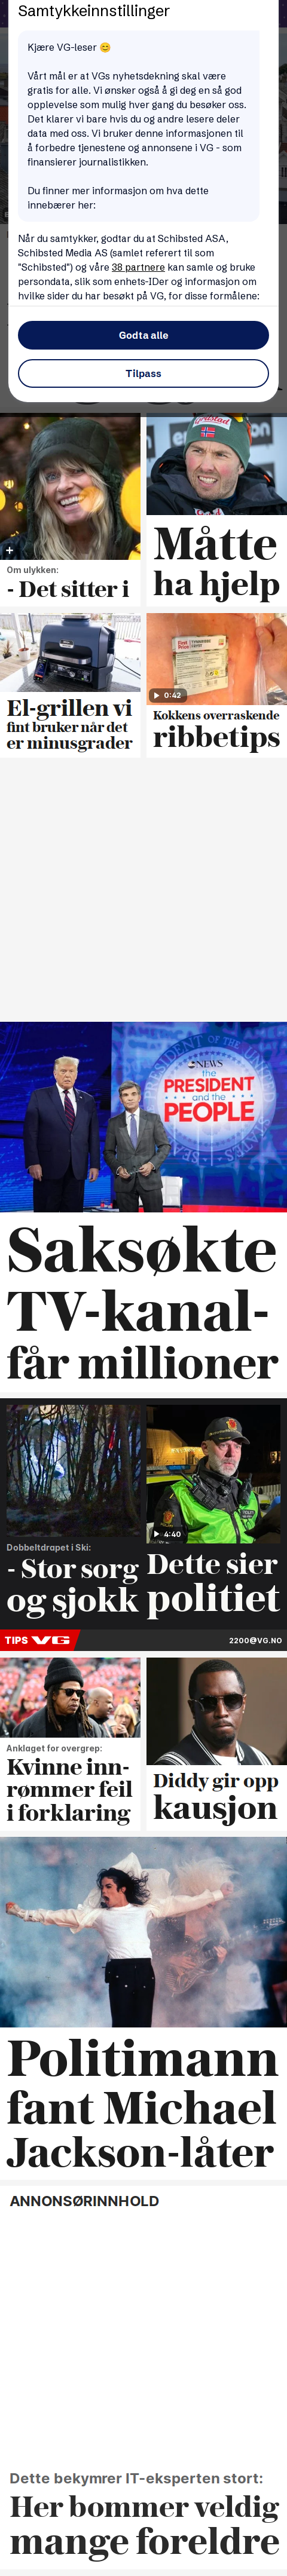 Samtykkeinnstillinger
Kjære VG-leser 😊
Vårt mål er at VGs nyhetsdekning skal være
gratis for alle. Vi ønsker også å gi deg en så god
opplevelse som mulig hver gang du besøker oss.
Det klarer vi bare hvis du og andre lesere deler
data med oss. Vi bruker denne informasjonen til
å forbedre tjenestene og annonsene i VG - som
finansierer journalistikken.
Du finner mer informasjon om hva dette
innebærer her:
Når du samtykker, godtar du at Schibsted ASA,
Schibsted Media AS (samlet referert til som
"Schibsted") og våre 38 partnere kan samle og bruke
persondata, slik som enhets-IDer og informasjon om
hvilke sider du har besøkt på VG, for disse formålene:
Godta alle
Tilpass
Om ulykken:
- Det sitter i
Måtte
ha hjelp
El-grillen vi
fint bruker når det
er minusgrader
0:42
Kokkens overraskende
ribbetips
NEWS
the
PRESIDENT
and the
PEOPLE
Saksøkte
TV-kanal-
får millioner
Dobbeltdrapet i Ski:
- Stor sorg
og sjokk
4:40
Dette sier
politiet
TIPS VG
2200@VG.NO
Anklaget for overgrep:
Kvinne inn-
rømmer feil
i forklaring
Diddy gir opp
kausjon
Politimann
fant Michael
Jackson-låter
ANNONSØRINNHOLD
Dette bekymrer IT-eksperten stort:
Her bommer veldig
mange foreldre